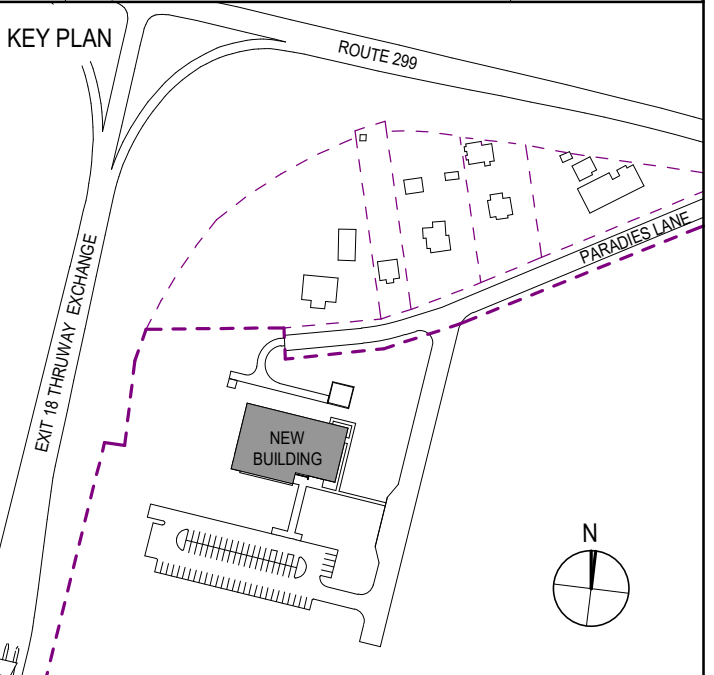 KEY PLAN
ROUTE 299
PARADIES LANE
EXIT 18 THRUWAY EXCHANGE
NEW
BUILDING
N